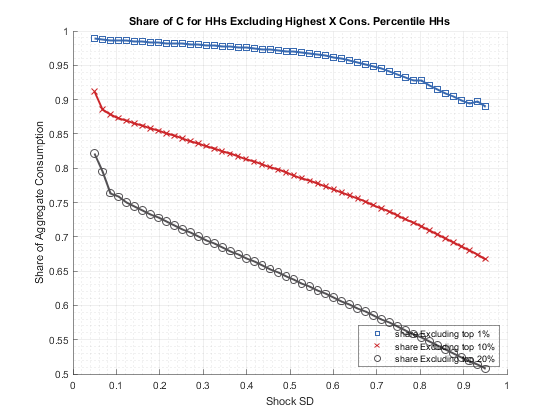 Share of C for HHs Excluding Highest X Cons. Percentile HHs
1
0.95
0.9
0.85
0.8
0.75
0.7
0.65
0.6
0.55
0.5
Share of Aggregate Consumption
share Excluding top 1%
share Excluding top 10%
share Excluding top 20%
0 0.1 0.2 0.3 0.4 0.5 0.6 0.7 0.8 0.9 1
Shock SD